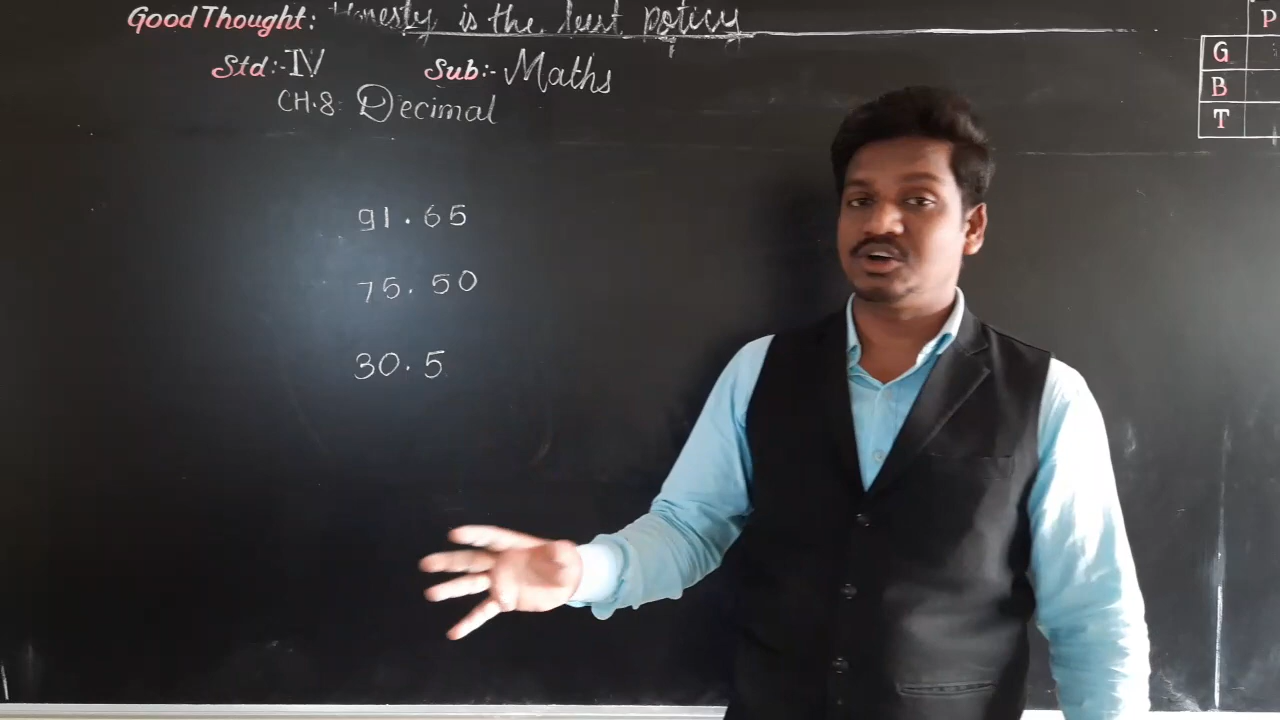 Good Thought: Honesty is the best policy
Std:- IV Sub:- Maths
CH.8: Decimal
91.65
75.50
30.5
P
G
B
T